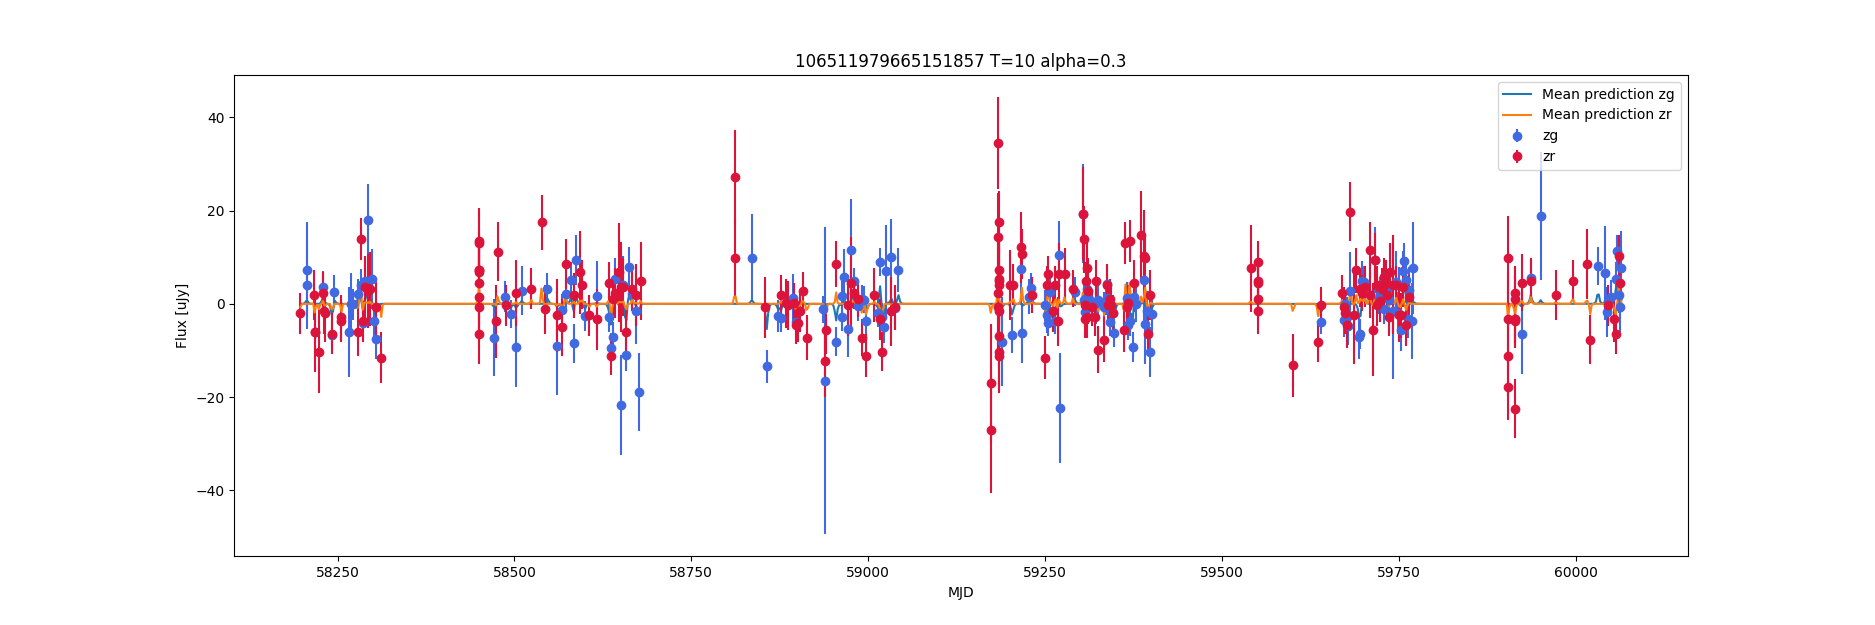 106511979665151857 T=10 alpha=0.3
Mean prediction zg
Mean prediction zr
zg
zr
40
20
0
−20
−40
Flux [uJy]
58250 58500 58750 59000 59250 59500 59750 60000
MJD